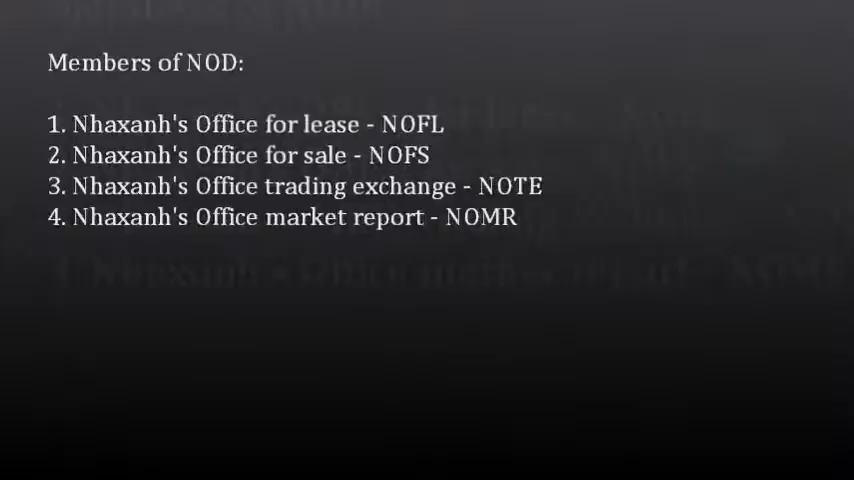 Members of NOD:
1. Nhaxanh's Office for lease - NOFL
2. Nhaxanh's Office for sale - NOFS
3. Nhaxanh's Office trading exchange - NOTE
4. Nhaxanh's Office market report - NOMR